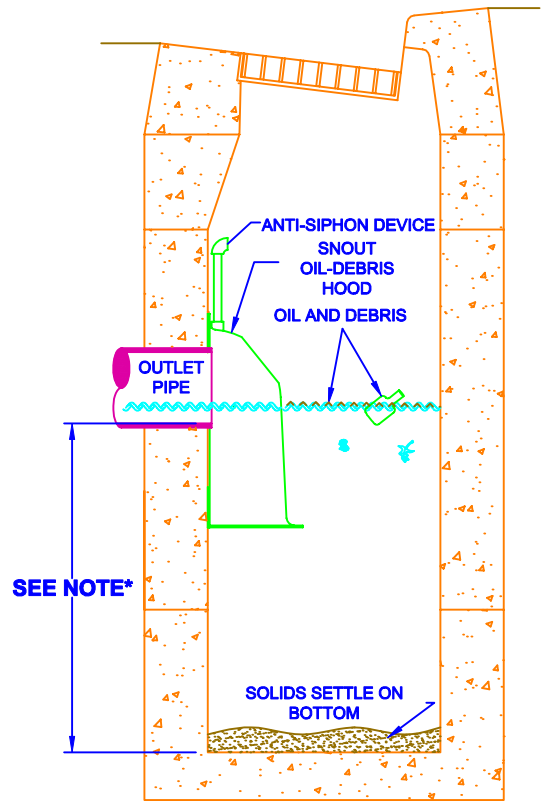 ANTI-SIPHON DEVICE
SNOUT
OIL-DEBRIS
HOOD
OIL AND DEBRIS
OUTLET
PIPE
SEE NOTE*
SOLIDS SETTLE ON
BOTTOM